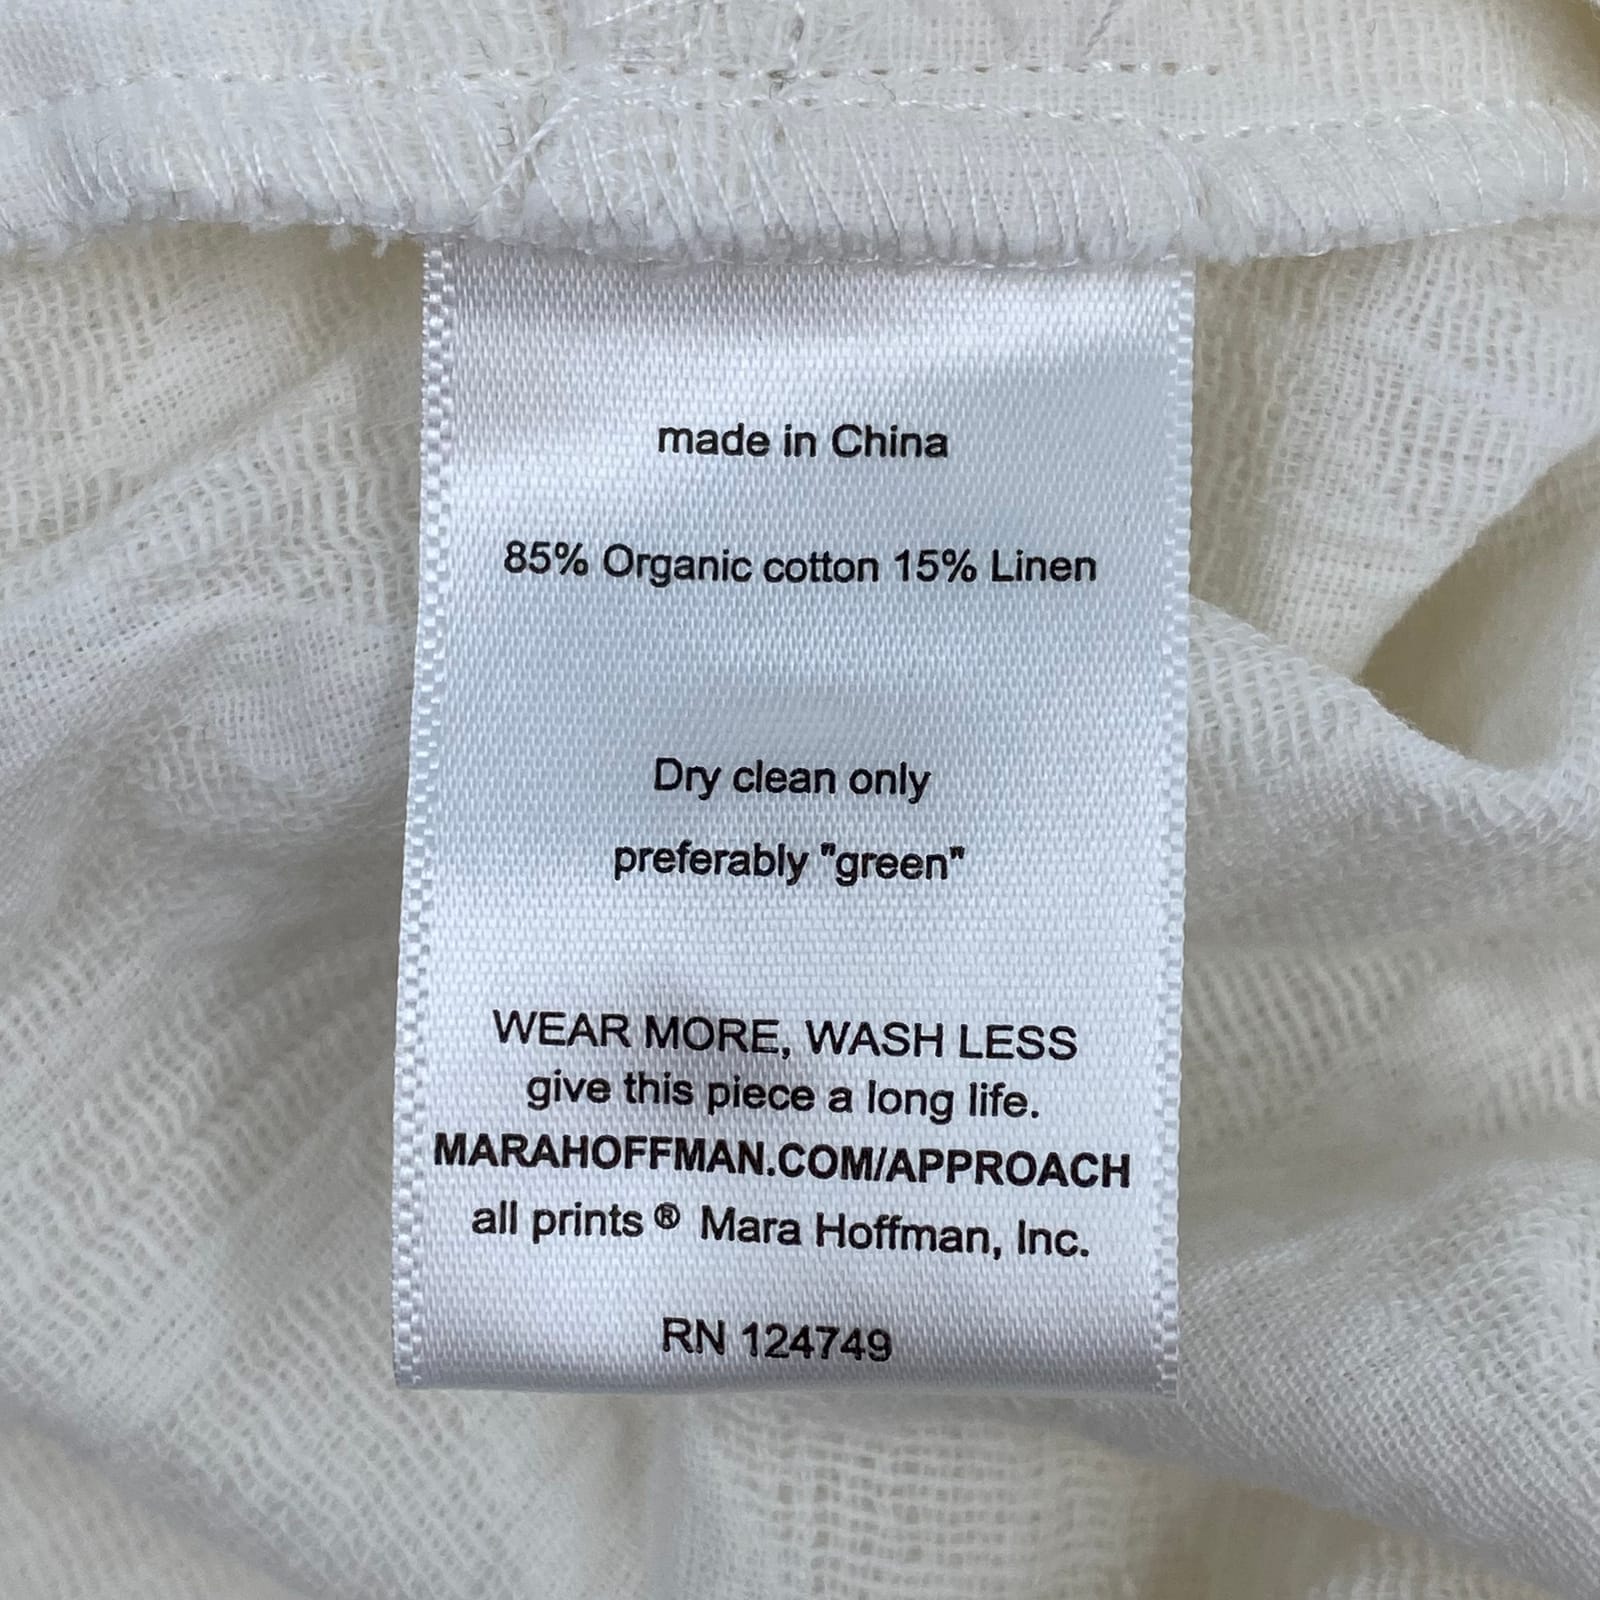 made in China
85% Organic cotton 15% Linen
Dry clean only
preferably "green"
WEAR MORE, WASH LESS
give this piece a long life.
MARAHOFFMAN.COM/APPROACH
all prints ® Mara Hoffman, Inc.
RN 124749